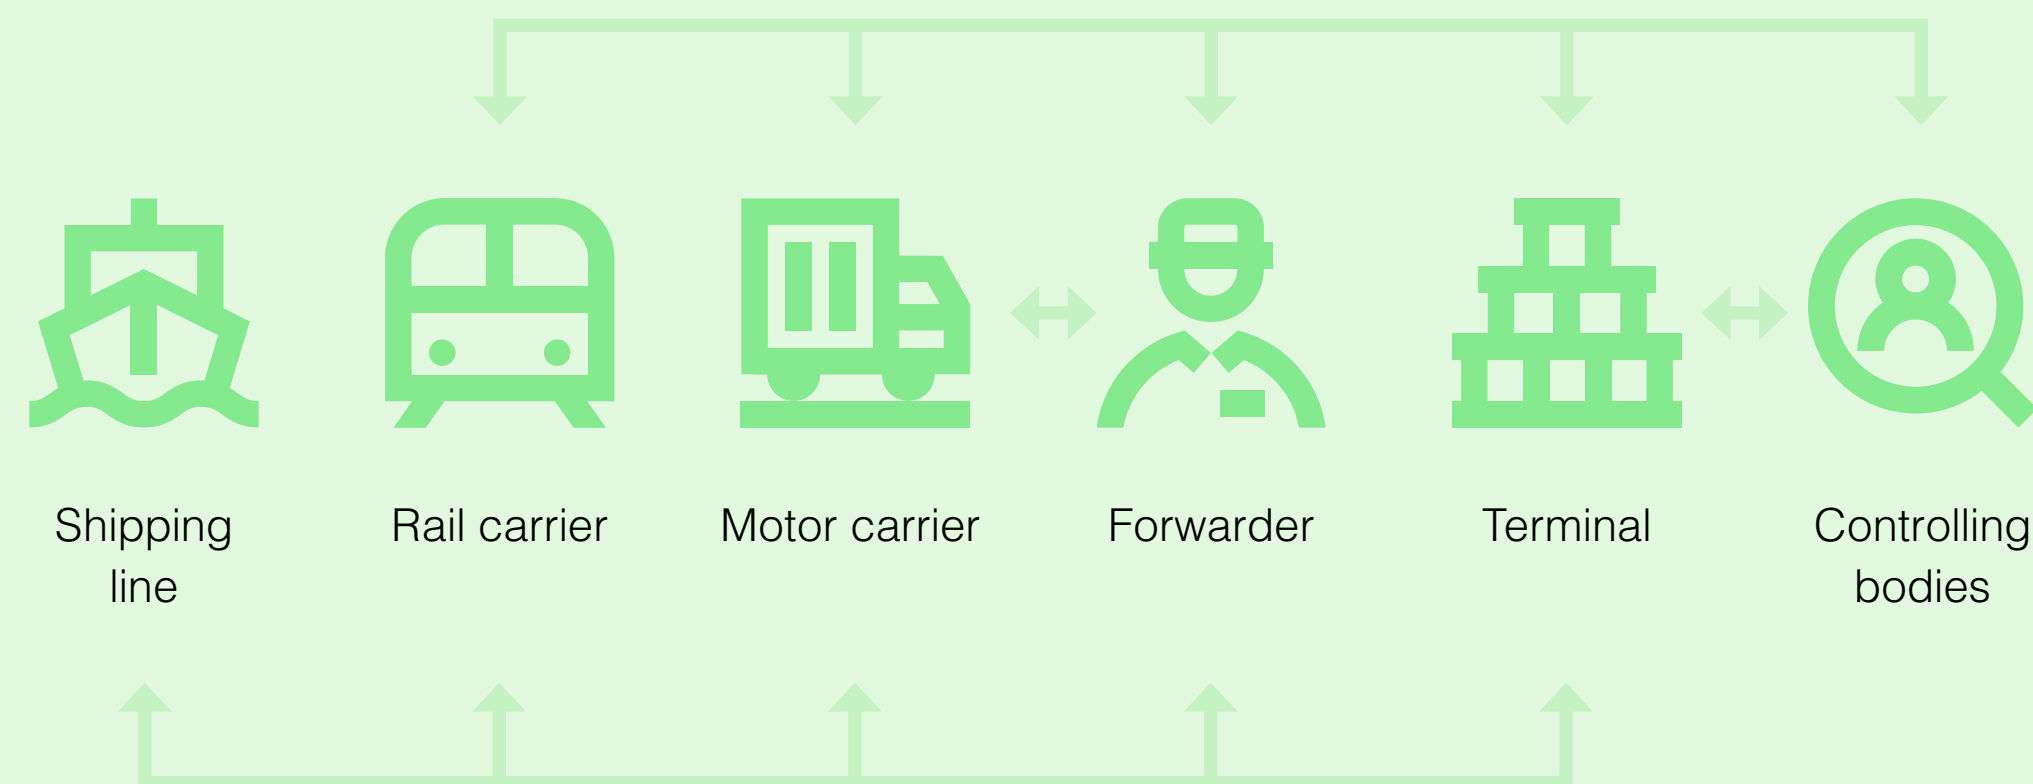 Shipping
line
Rail carrier
Motor carrier
Forwarder
Terminal
Controlling
bodies